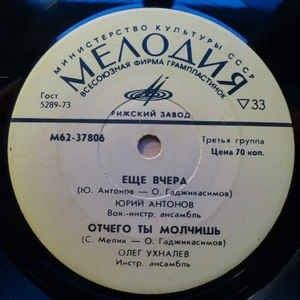 МИНИСТЕРСТВО КУЛЬТУРЫ СССР
МЕЛОДИЯ
ВСЕСОЮЗНАЯ ФИРМА ГРАМПЛАСТИНОК
Гост
5289-73
▽33
РИЖСКИЙ ЗАВОД
М62-37806
Третья группа
Цена 70 коп.
ЕЩЕ ВЧЕРА
(Ю. Антонов — О. Гаджикасимов)
ЮРИЙ АНТОНОВ
Вок.-инстр. ансамбль
ОТЧЕГО ТЫ МОЛЧИШЬ
(С. Мелик — О. Гаджикасимов)
ОЛЕГ УХНАЛЕВ
Инстр. ансамбль